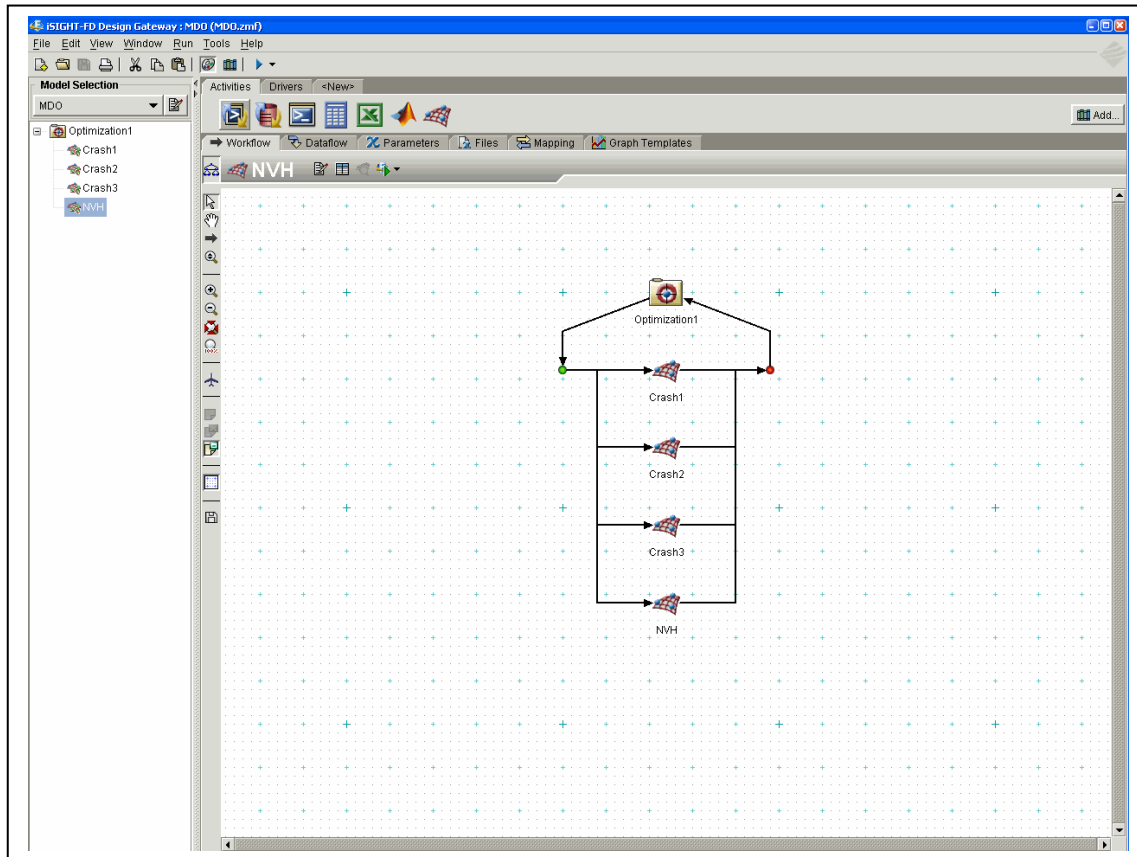 iSIGHT-FD Design Gateway : MDO (MDO.zmf)
File Edit View Window Run Tools Help
Model Selection
MDO
Optimization1
Crash1
Crash2
Crash3
NVH
Activities Drivers <New>
Add...
Workflow Dataflow Parameters Files Mapping Graph Templates
NVH
Optimization1
Crash1
Crash2
Crash3
NVH